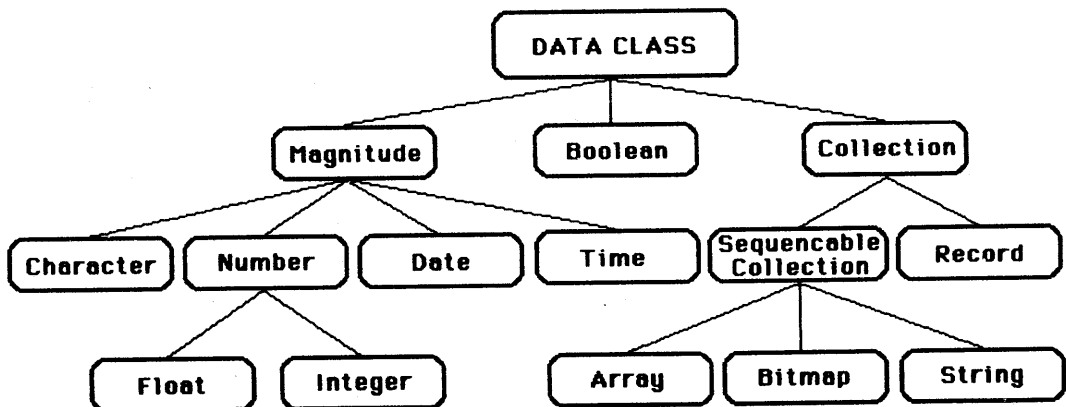 DATA CLASS
Magnitude
Boolean
Collection
Character
Number
Date
Time
Sequencable
Collection
Record
Float
Integer
Array
Bitmap
String